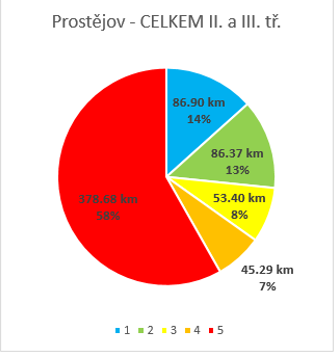 Prostějov - CELKEM II. a III. tř.
86.90 km
14%
86.37 km
13%
53.40 km
8%
45.29 km
7%
378.68 km
58%
1 2 3 4 5